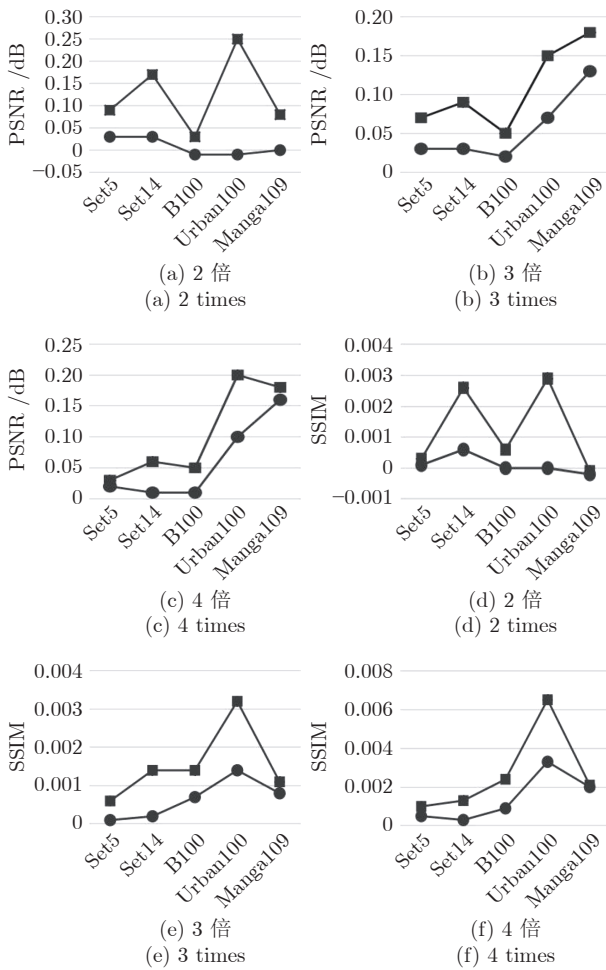 PSNR /dB
0.30
0.25
0.20
0.15
0.10
0.05
0
−0.05
Set5
Set14
B100
Urban100
Manga109
(a) 2 倍
(a) 2 times
PSNR /dB
0.20
0.15
0.10
0.05
0
Set5
Set14
B100
Urban100
Manga109
(b) 3 倍
(b) 3 times
PSNR /dB
0.25
0.20
0.15
0.10
0.05
0
Set5
Set14
B100
Urban100
Manga109
(c) 4 倍
(c) 4 times
SSIM
0.004
0.003
0.002
0.001
0
−0.001
Set5
Set14
B100
Urban100
Manga109
(d) 2 倍
(d) 2 times
SSIM
0.004
0.003
0.002
0.001
0
Set5
Set14
B100
Urban100
Manga109
(e) 3 倍
(e) 3 times
SSIM
0.008
0.006
0.004
0.002
0
Set5
Set14
B100
Urban100
Manga109
(f) 4 倍
(f) 4 times